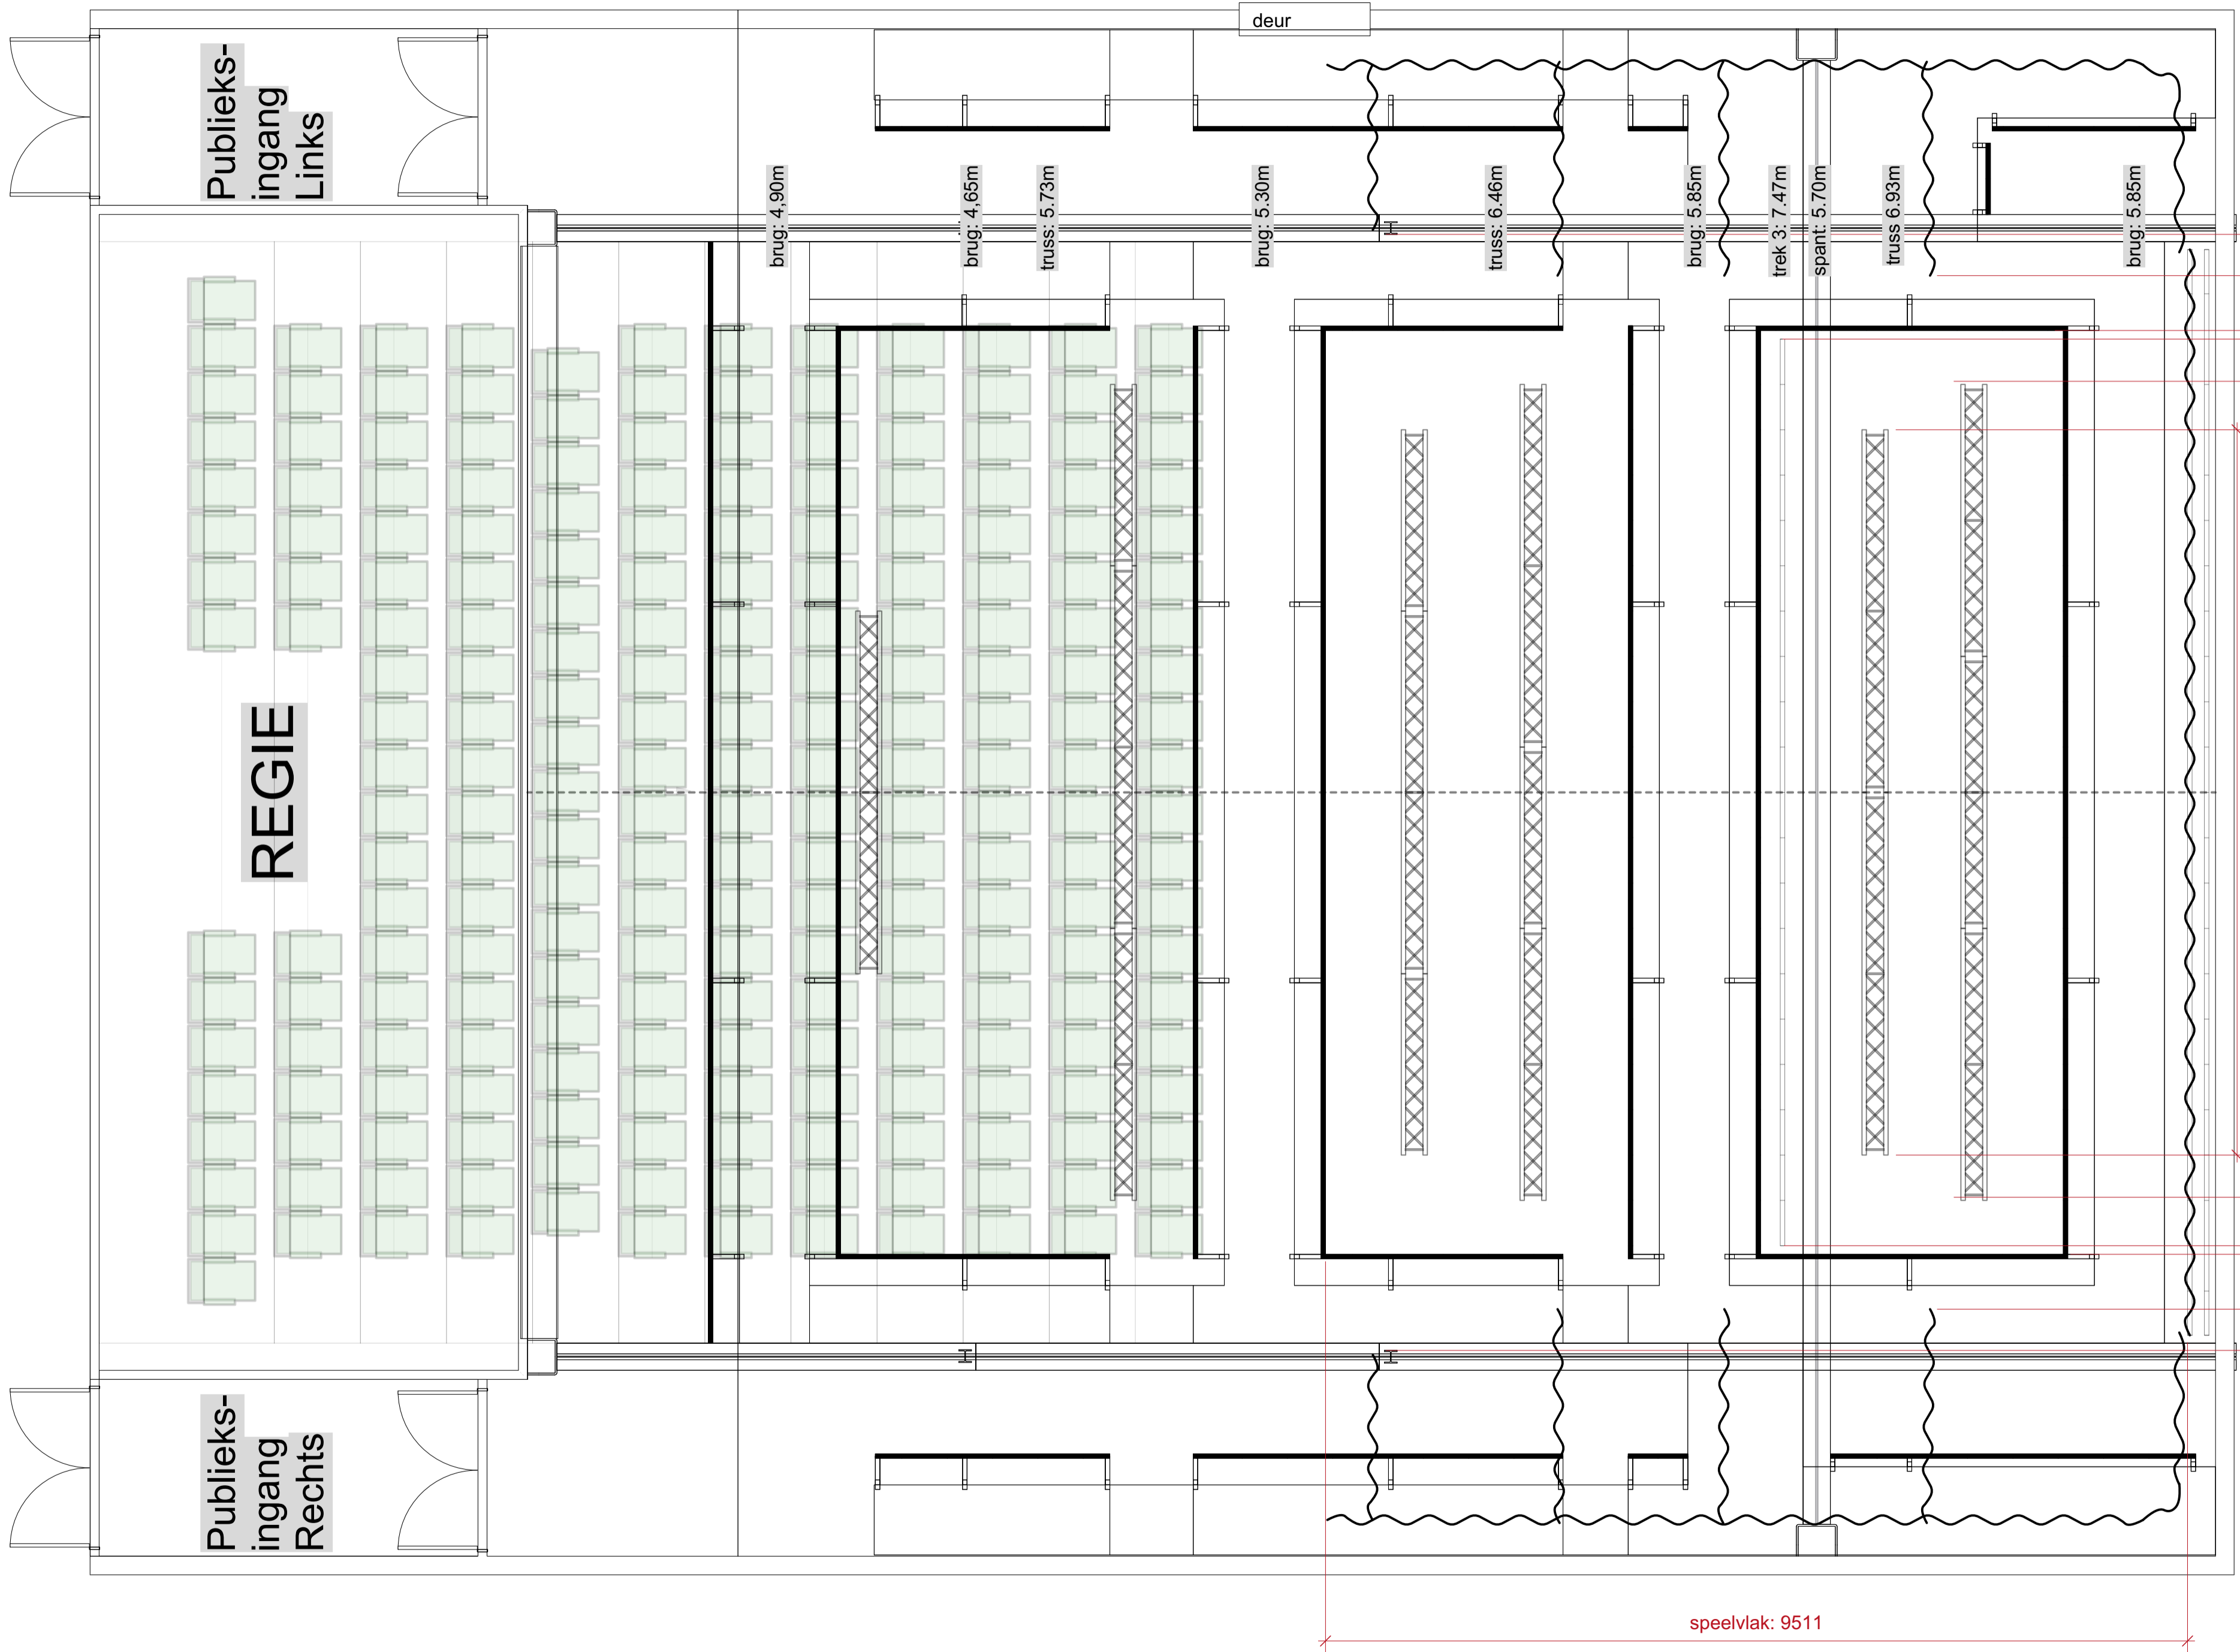 deur
Publieks-
ingang
Links
brug: 4,90m
brug: 4,65m
truss: 5.73m
brug: 5.30m
truss: 6.46m
brug: 5.85m
trek 3: 7.47m
spant: 5.70m
truss 6.93m
brug: 5.85m
REGIE
Publieks-
ingang
Rechts
speelvlak: 9511